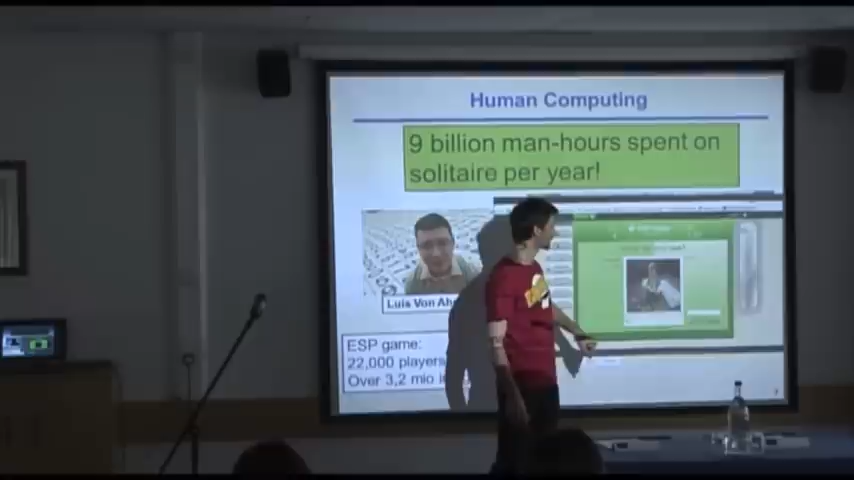 Human Computing
9 billion man-hours spent on
solitaire per year!
Luis Von
ESP game:
22,000 players
Over 3,2 mio